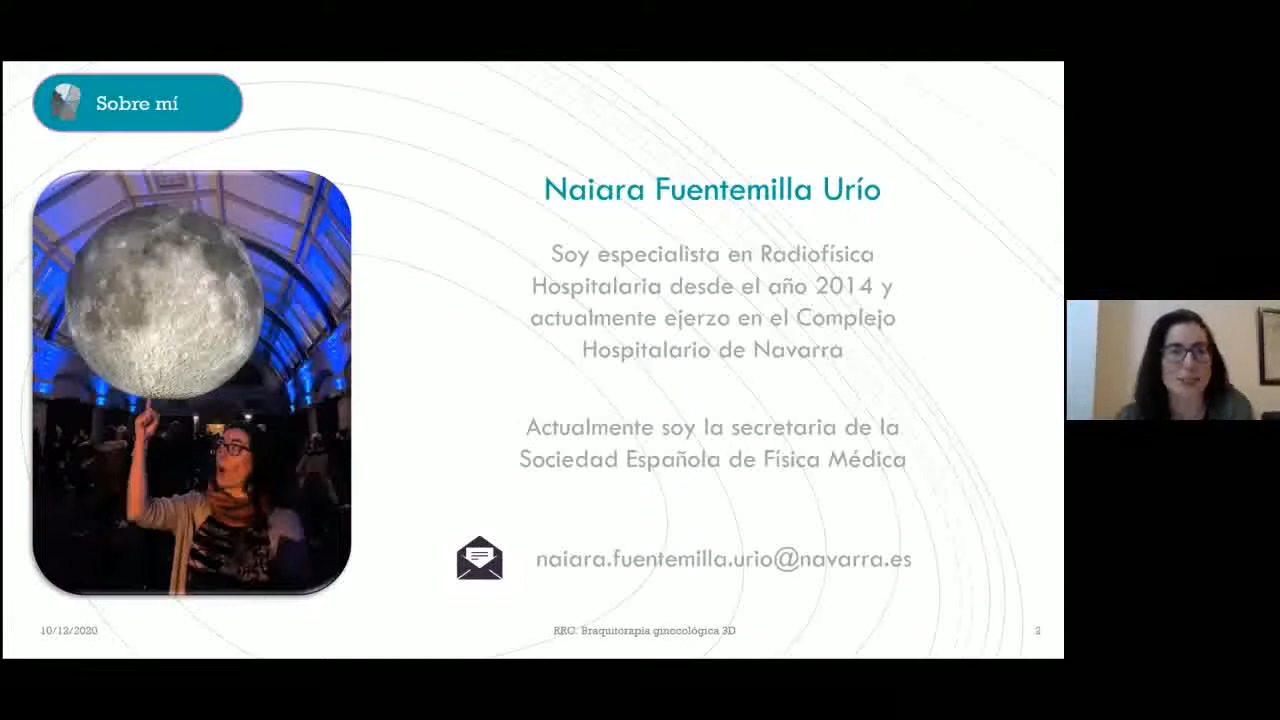 Sobre mí
Naiara Fuentemilla Urío
Soy especialista en Radiofísica
Hospitalaria desde el año 2014 y
actualmente ejerzo en el Complejo
Hospitalario de Navarra
Actualmente soy la secretaria de la
Sociedad Española de Física Médica
naiara.fuentemilla.urio@navarra.es
10/12/2020
RRC. Braquiterapia ginecológica 3D
2